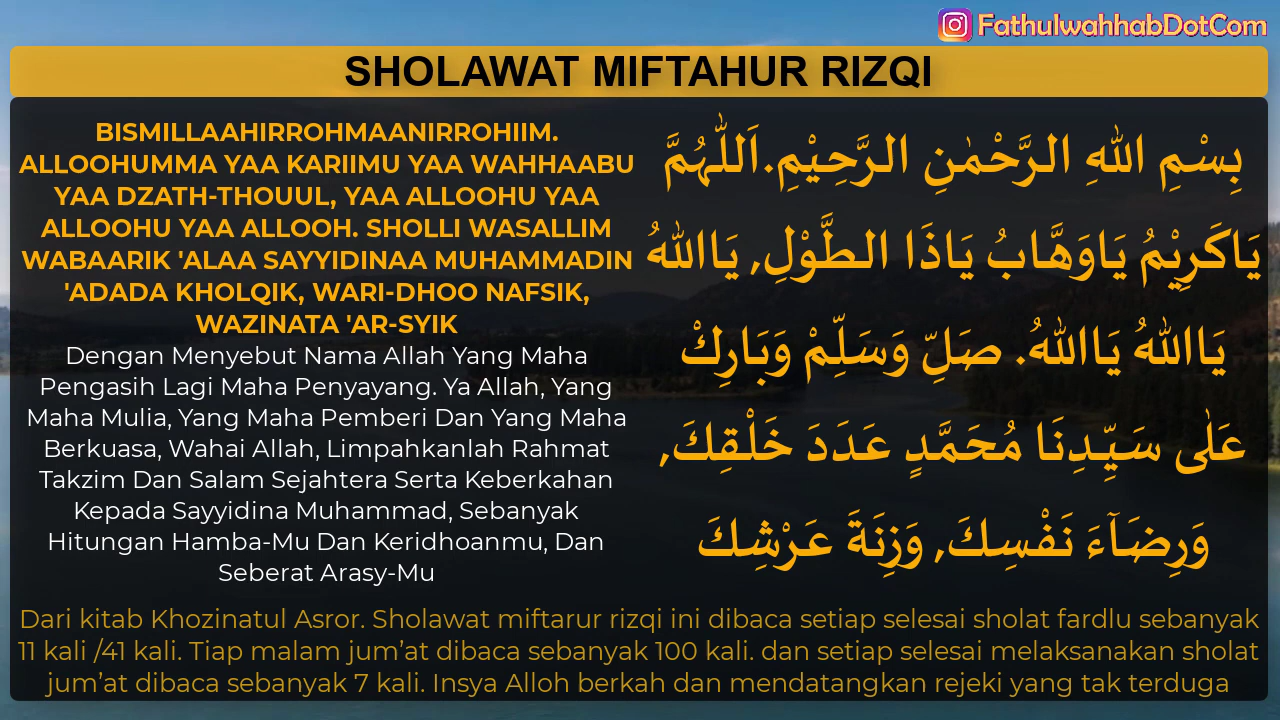 FathulwahhabDotCom
SHOLAWAT MIFTAHUR RIZQI
BISMILLAAHIRROHMAANIRROHIIM.
ALLOOHUMMA YAA KARIIMU YAA WAHHAABU
YAA DZATH-THOUUL, YAA ALLOOHU YAA
ALLOOHU YAA ALLOOH. SHOLLI WASALLIM
WABAARIK 'ALAA SAYYIDINAA MUHAMMADIN
'ADADA KHOLQIK, WARI-DHOO NAFSIK,
WAZINATA 'AR-SYIK
Dengan Menyebut Nama Allah Yang Maha
Pengasih Lagi Maha Penyayang. Ya Allah, Yang
Maha Mulia, Yang Maha Pemberi Dan Yang Maha
Berkuasa, Wahai Allah, Limpahkanlah Rahmat
Takzim Dan Salam Sejahtera Serta Keberkahan
Kepada Sayyidina Muhammad, Sebanyak
Hitungan Hamba-Mu Dan Keridhoanmu, Dan
Seberat Arasy-Mu
بِسْمِ اللهِ الرَّحْمٰنِ الرَّحِيْمِ.اَللّٰهُمَّ
يَاكَرِيْمُ يَاوَهَّابُ يَاذَا الطَّوْلِ, يَااللهُ
يَااللهُ يَااللهُ. صَلِّ وَسَلِّمْ وَبَارِكْ
عَلٰى سَيِّدِنَا مُحَمَّدٍ عَدَدَ خَلْقِكَ,
وَرِضَآءَ نَفْسِكَ, وَزِنَةَ عَرْشِكَ
Dari kitab Khozinatul Asror. Sholawat miftarur rizqi ini dibaca setiap selesai sholat fardlu sebanyak
11 kali /41 kali. Tiap malam jum’at dibaca sebanyak 100 kali. dan setiap selesai melaksanakan sholat
jum’at dibaca sebanyak 7 kali. Insya Alloh berkah dan mendatangkan rejeki yang tak terduga